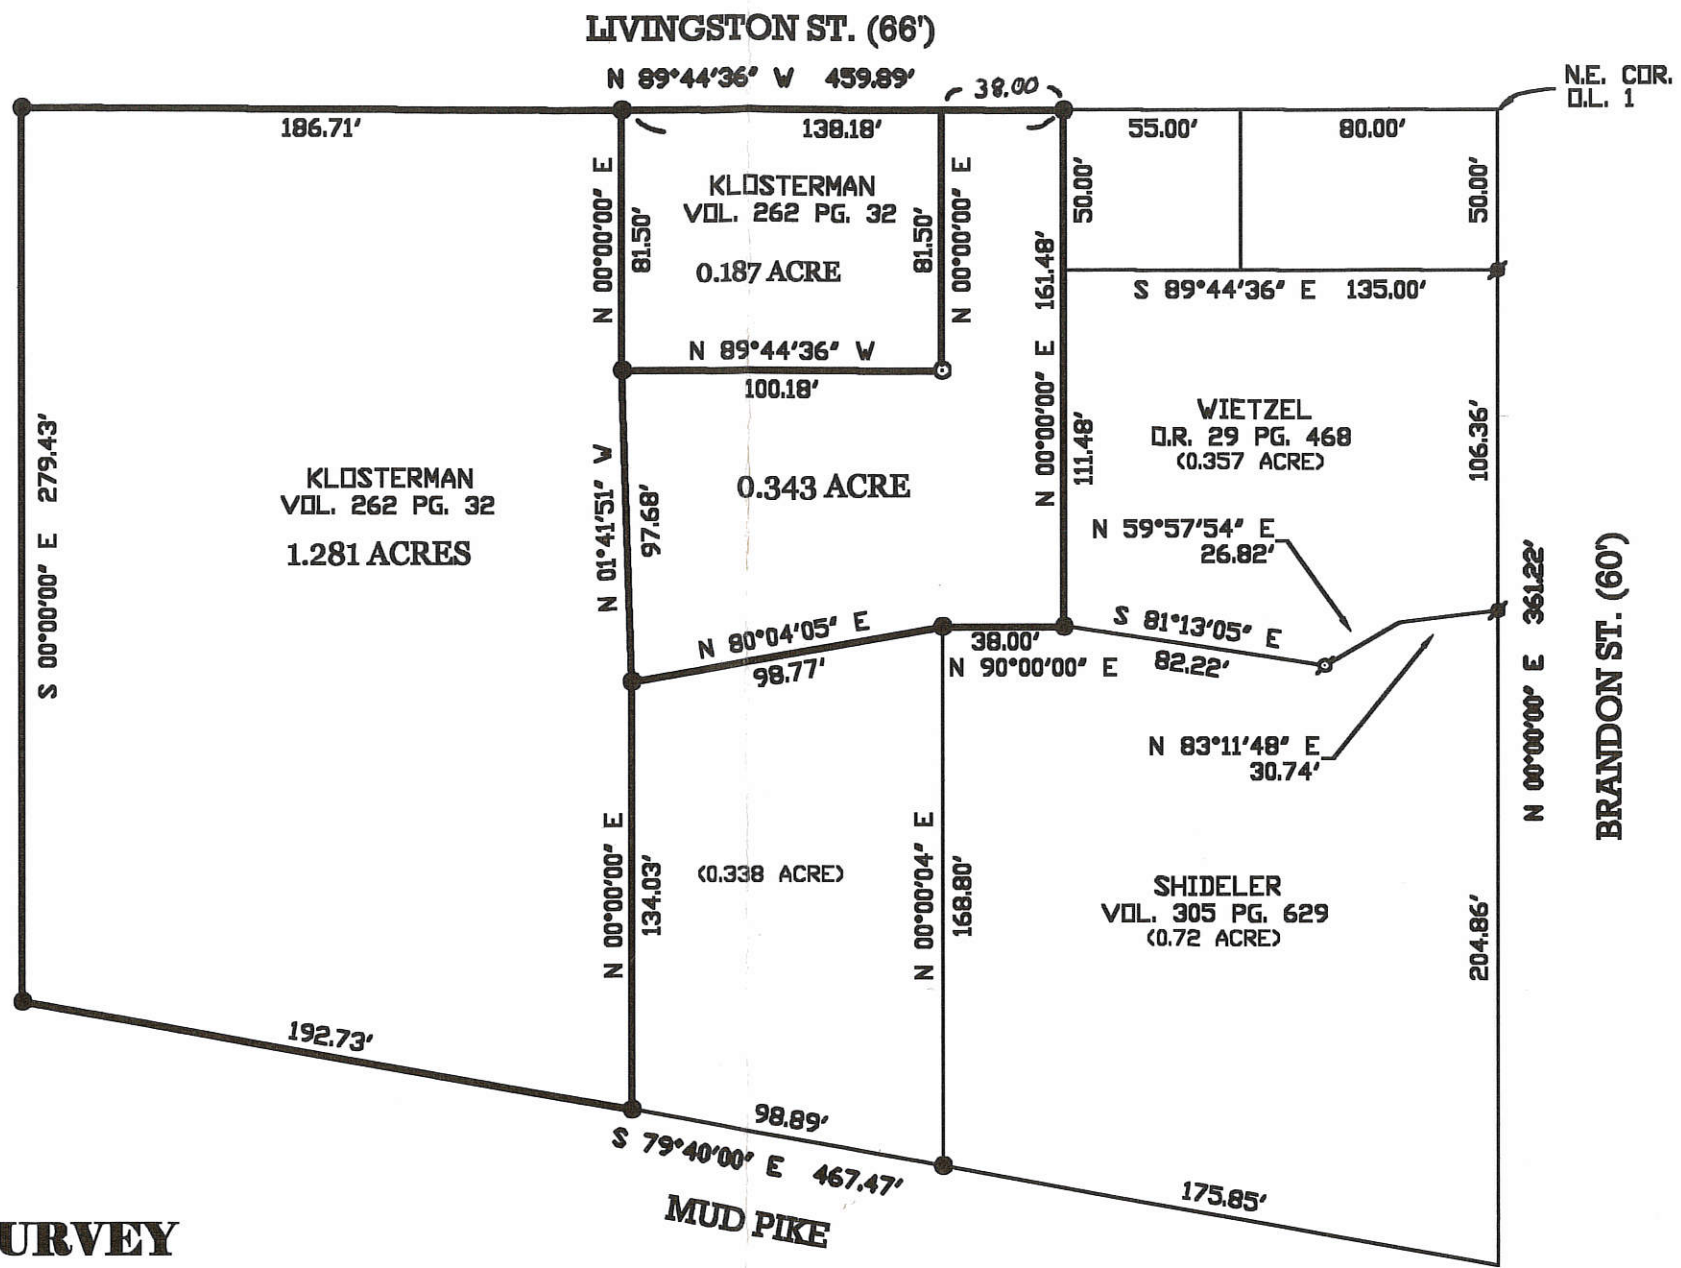 LIVINGSTON ST. (66')
N 89°44'36" W 459.89'
38.00
N.E. COR.
O.L. 1
186.71'
138.18'
55.00'
80.00'
N 00°00'00" E
81.50'
KLOSTERMAN
VOL. 262 PG. 32
0.187 ACRE
81.50'
N 00°00'00" E
50.00'
50.00'
N 00°00'00" E 161.48'
S 89°44'36" E 135.00'
N 89°44'36" W
100.18'
S 00°00'00" E 279.43'
KLOSTERMAN
VOL. 262 PG. 32
1.281 ACRES
N 01°41'51" W
97.68'
0.343 ACRE
111.48'
WIETZEL
O.R. 29 PG. 468
(0.357 ACRE)
106.36'
N 59°57'54" E
26.82'
N 00°00'00" E 361.22'
BRANDON ST. (60')
N 80°04'05" E
98.77'
38.00'
N 90°00'00" E
S 81°13'05" E
82.22'
N 83°11'48" E
30.74'
N 00°00'00" E
134.03'
(0.338 ACRE)
N 00°00'04" E
168.80'
SHIDELER
VOL. 305 PG. 629
(0.72 ACRE)
204.86'
192.73'
98.89'
S 79°40'00" E 467.47'
175.85'
MUD PIKE
URVEY